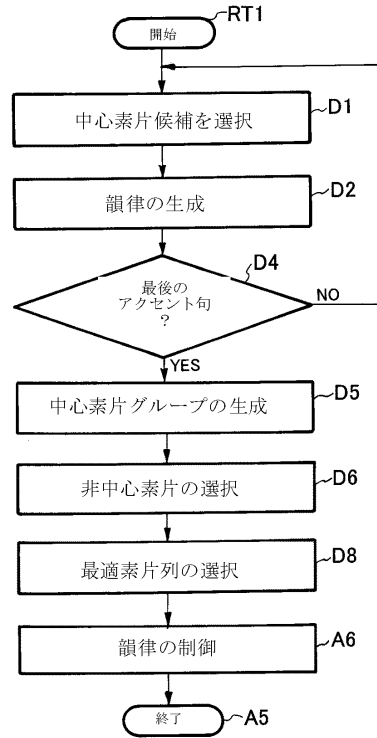 RT1
開始
中心素片候補を選択
D1
韻律の生成
D2
D4
最後の
アクセント句
?
NO
YES
中心素片グループの生成
D5
非中心素片の選択
D6
最適素片列の選択
D8
韻律の制御
A6
終了
A5